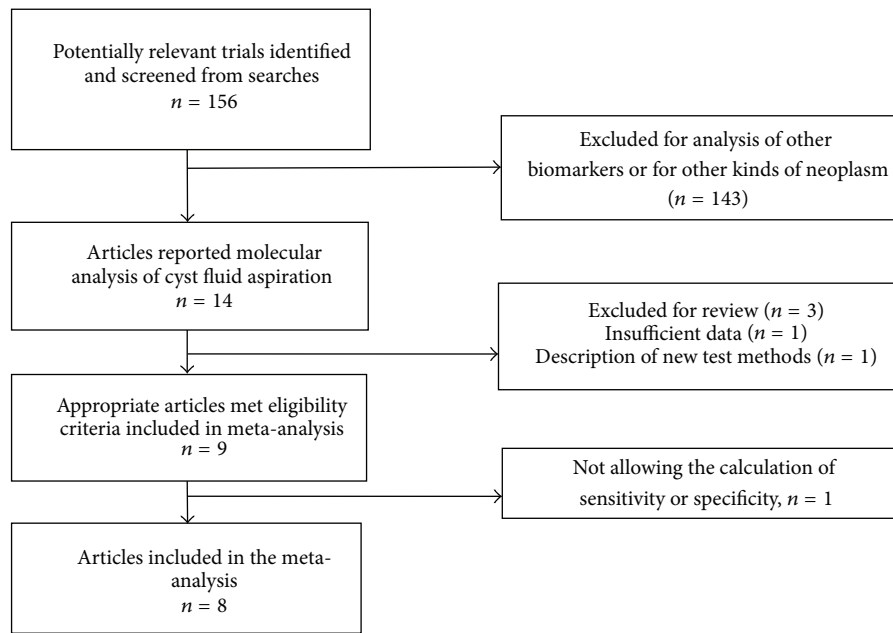 Potentially relevant trials identified
and screened from searches
n = 156
Excluded for analysis of other
biomarkers or for other kinds of neoplasm
(n = 143)
Articles reported molecular
analysis of cyst fluid aspiration
n = 14
Excluded for review (n = 3)
Insufficient data (n = 1)
Description of new test methods (n = 1)
Appropriate articles met eligibility
criteria included in meta-analysis
n = 9
Not allowing the calculation of
sensitivity or specificity, n = 1
Articles included in the meta-
analysis
n = 8